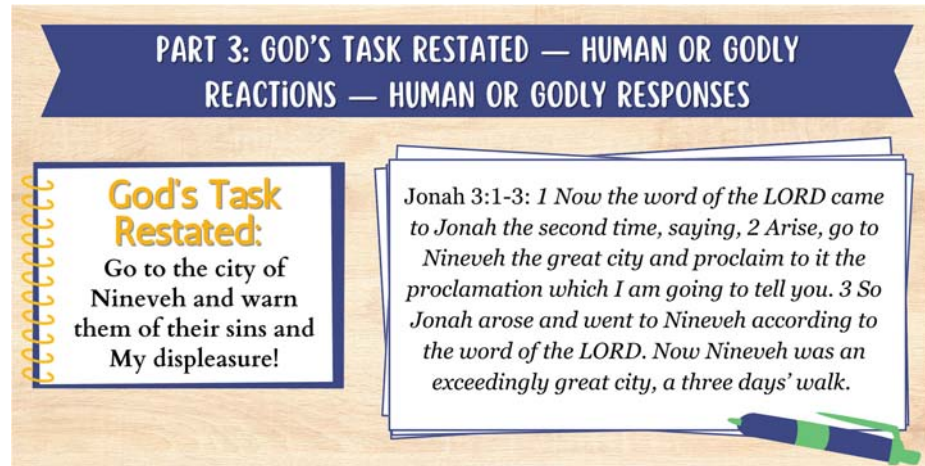 PART 3: GOD'S TASK RESTATED — HUMAN OR GODLY
REACTIONS — HUMAN OR GODLY RESPONSES
God's Task
Restated:
Go to the city of
Nineveh and warn
them of their sins and
My displeasure!
Jonah 3:1-3: 1 Now the word of the LORD came
to Jonah the second time, saying, 2 Arise, go to
Nineveh the great city and proclaim to it the
proclamation which I am going to tell you. 3 So
Jonah arose and went to Nineveh according to
the word of the LORD. Now Nineveh was an
exceedingly great city, a three days' walk.